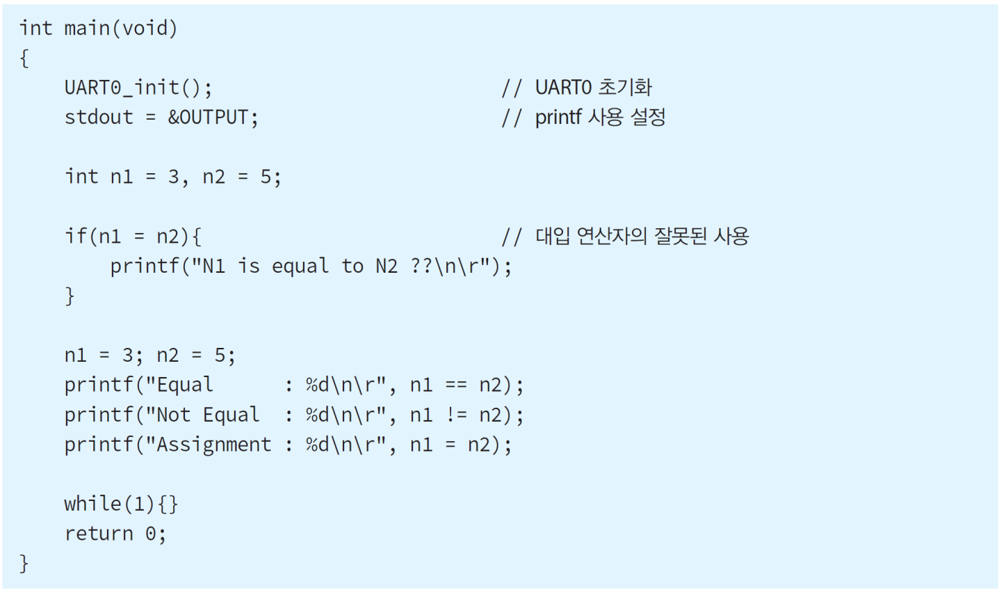 int main(void)
{
    UART0_init();                         // UART0 초기화
    stdout = &OUTPUT;                     // printf 사용 설정

    int n1 = 3, n2 = 5;

    if(n1 = n2){                          // 대입 연산자의 잘못된 사용
        printf("N1 is equal to N2 ??\n\r");
    }

    n1 = 3; n2 = 5;
    printf("Equal      : %d\n\r", n1 == n2);
    printf("Not Equal  : %d\n\r", n1 != n2);
    printf("Assignment : %d\n\r", n1 = n2);

    while(1){}
    return 0;
}